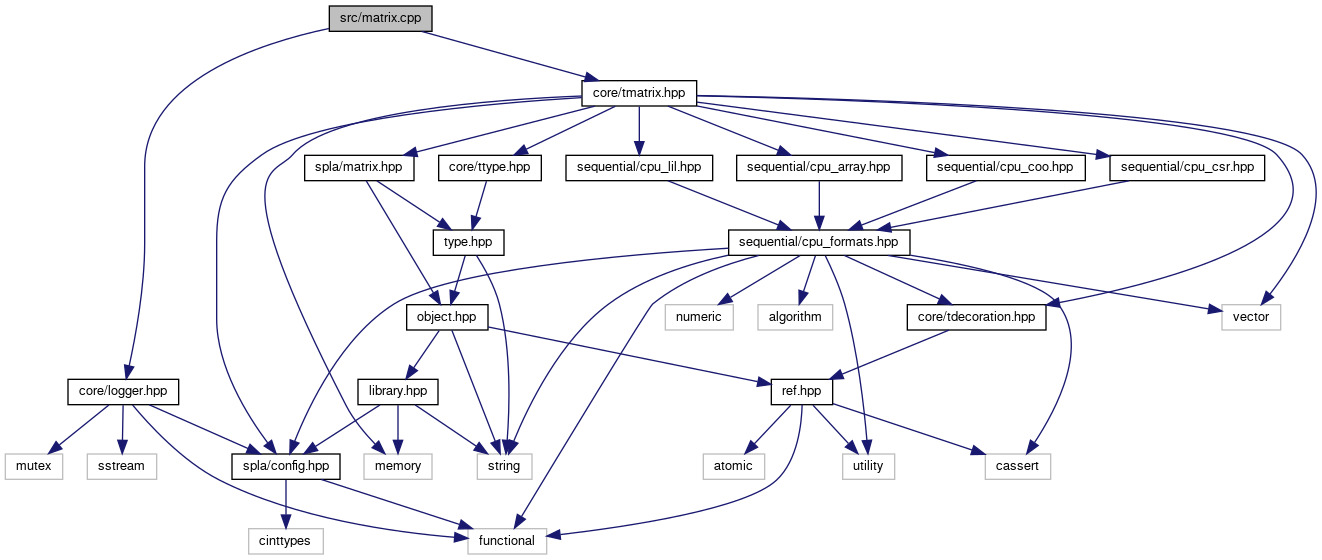 src/matrix.cpp
core/tmatrix.hpp
spla/matrix.hpp
core/ttype.hpp
sequential/cpu_lil.hpp
sequential/cpu_array.hpp
sequential/cpu_coo.hpp
sequential/cpu_csr.hpp
type.hpp
sequential/cpu_formats.hpp
object.hpp
numeric
algorithm
core/tdecoration.hpp
vector
core/logger.hpp
library.hpp
ref.hpp
mutex
sstream
spla/config.hpp
memory
string
atomic
utility
cassert
cinttypes
functional